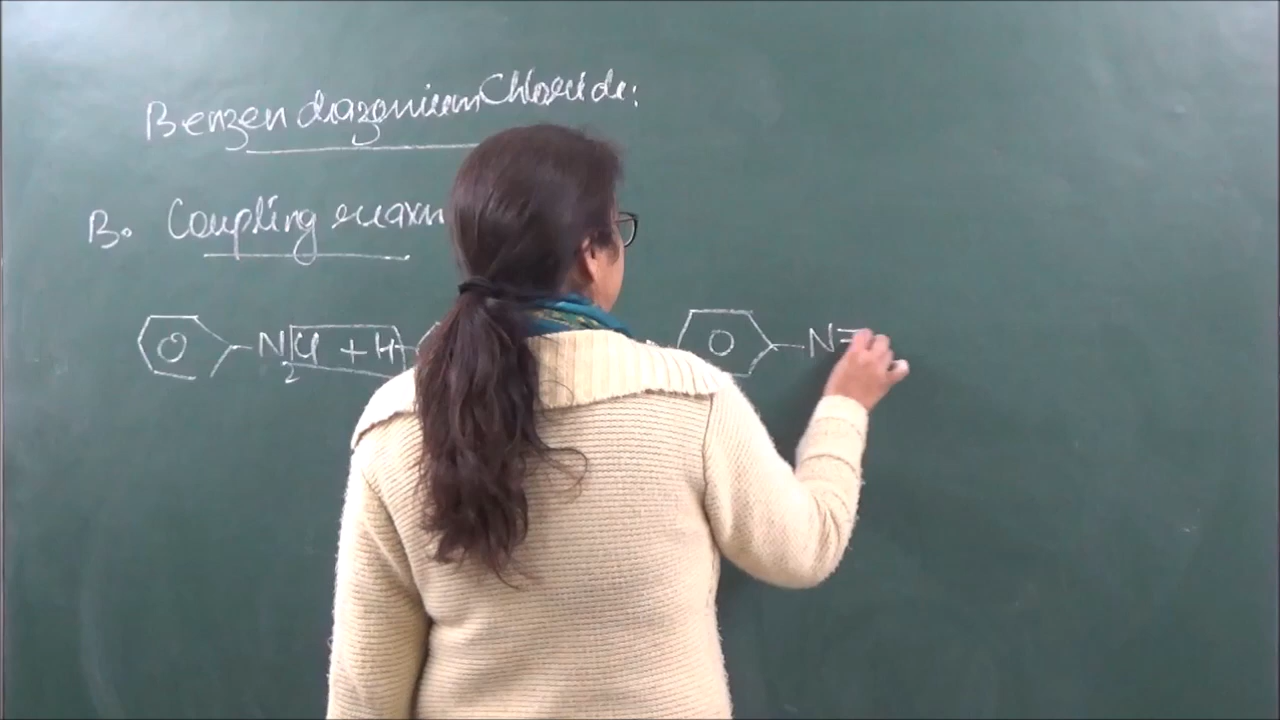 Benzen diazonium Chloride:
B. Coupling reaxn
N₂Cl + H N=